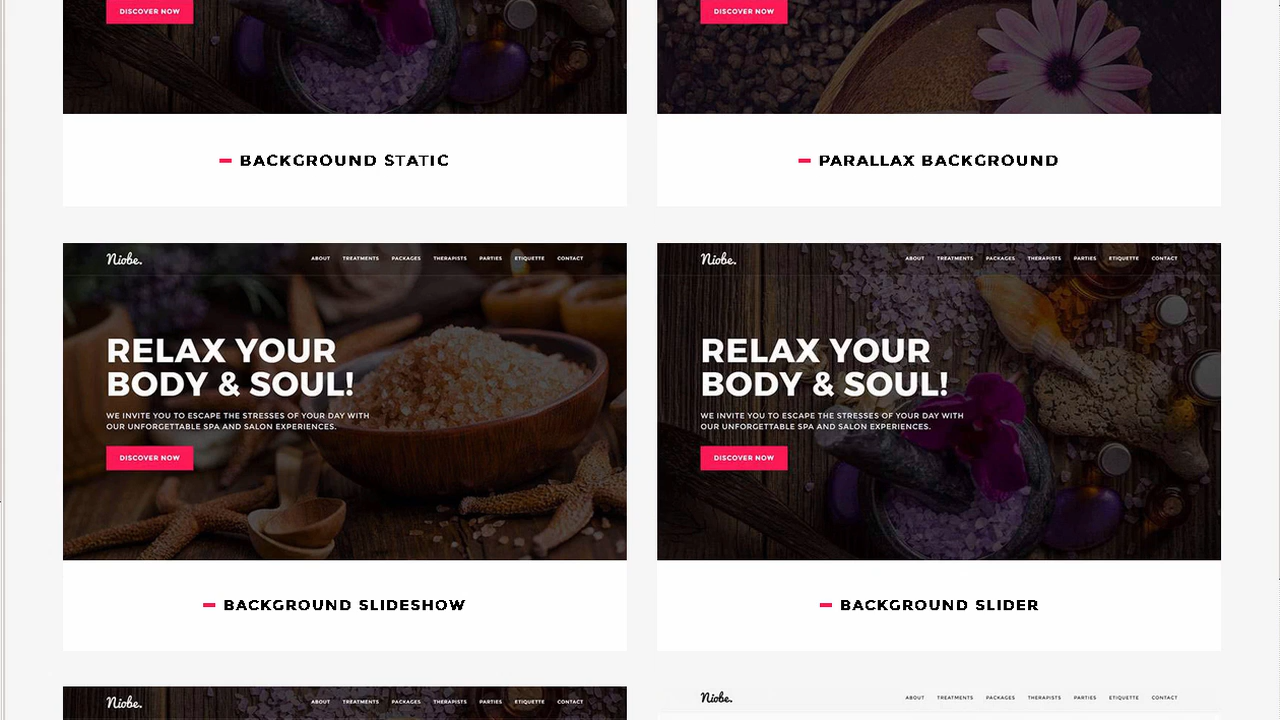 DISCOVER NOW
DISCOVER NOW
BACKGROUND STATIC
PARALLAX BACKGROUND
Niobe.
ABOUT TREATMENTS PACKAGES THERAPISTS PARTIES ETIQUETTE CONTACT
RELAX YOUR
BODY & SOUL!
WE INVITE YOU TO ESCAPE THE STRESSES OF YOUR DAY WITH
OUR UNFORGETTABLE SPA AND SALON EXPERIENCES.
DISCOVER NOW
Niobe.
ABOUT TREATMENTS PACKAGES THERAPISTS PARTIES ETIQUETTE CONTACT
RELAX YOUR
BODY & SOUL!
WE INVITE YOU TO ESCAPE THE STRESSES OF YOUR DAY WITH
OUR UNFORGETTABLE SPA AND SALON EXPERIENCES.
DISCOVER NOW
BACKGROUND SLIDESHOW
BACKGROUND SLIDER
Niobe.
ABOUT TREATMENTS PACKAGES THERAPISTS PARTIES ETIQUETTE CONTACT
Niobe.
ABOUT TREATMENTS PACKAGES THERAPISTS PARTIES ETIQUETTE CONTACT